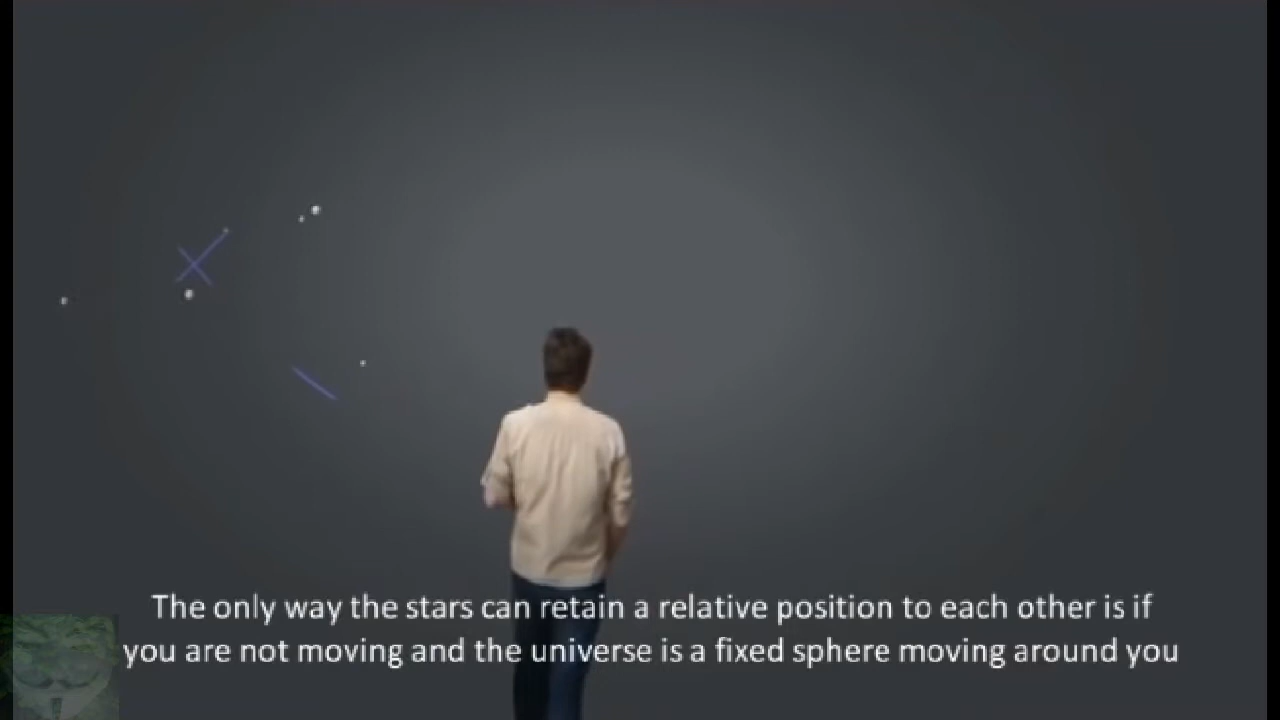 The only way the stars can retain a relative position to each other is if
you are not moving and the universe is a fixed sphere moving around you